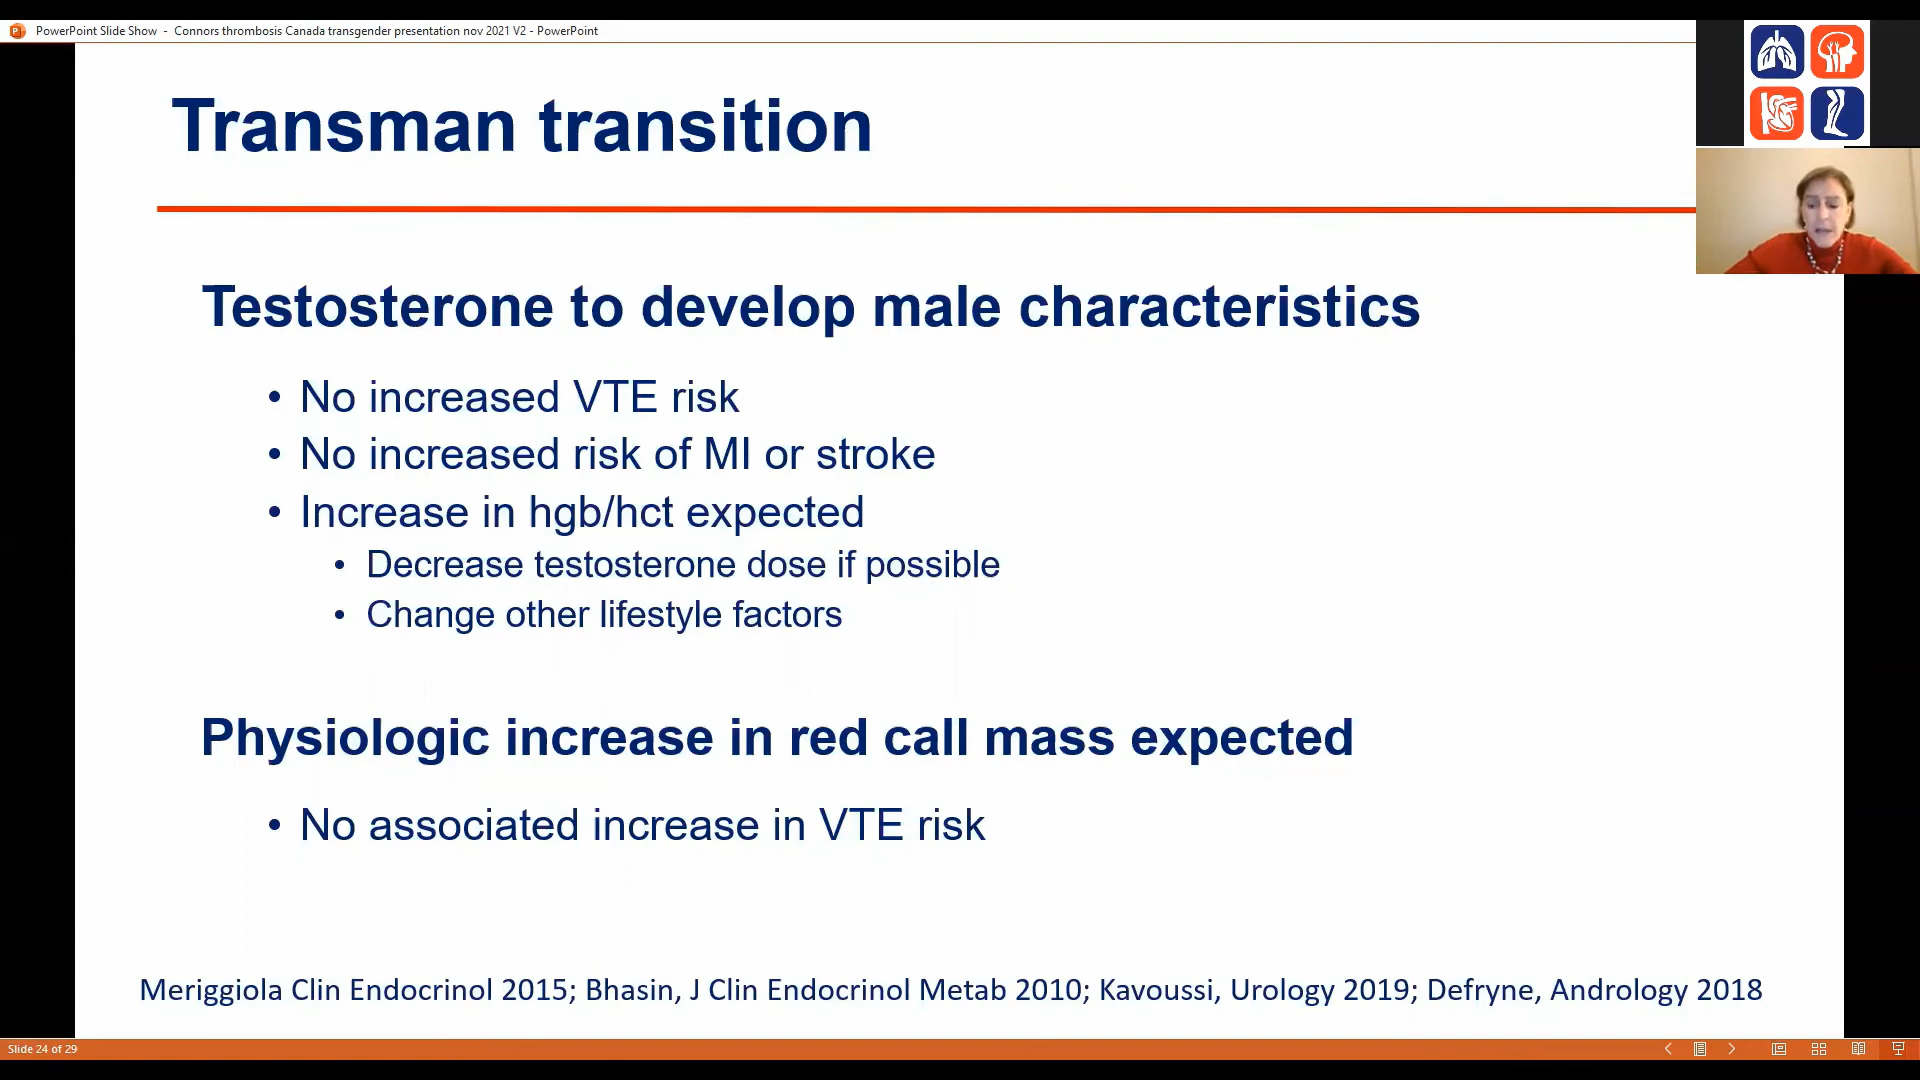 PowerPoint Slide Show - Connors thrombosis Canada transgender presentation nov 2021 V2 - PowerPoint
Transman transition
Testosterone to develop male characteristics
• No increased VTE risk
• No increased risk of MI or stroke
• Increase in hgb/hct expected
• Decrease testosterone dose if possible
• Change other lifestyle factors
Physiologic increase in red call mass expected
• No associated increase in VTE risk
Meriggiola Clin Endocrinol 2015; Bhasin, J Clin Endocrinol Metab 2010; Kavoussi, Urology 2019; Defryne, Andrology 2018
Slide 24 of 29